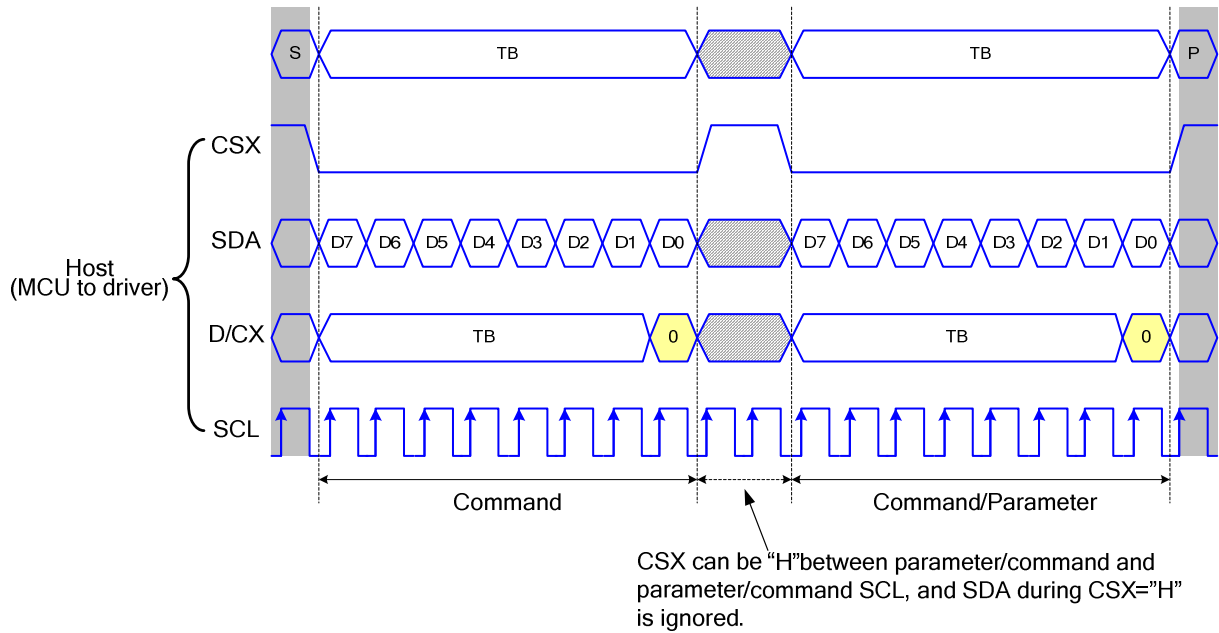 S TB TB P
CSX
SDA D7 D6 D5 D4 D3 D2 D1 D0 D7 D6 D5 D4 D3 D2 D1 D0
Host
(MCU to driver)
D/CX TB 0 TB 0
SCL
Command Command/Parameter
CSX can be “H”between parameter/command and
parameter/command SCL, and SDA during CSX=”H”
is ignored.